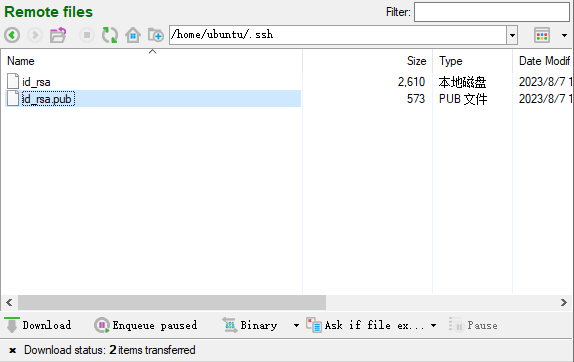 Remote files
Filter:
/home/ubuntu/.ssh
Name Size Type Date Modif
id_rsa 2,610 本地磁盘 2023/8/7 1
id_rsa.pub 573 PUB 文件 2023/8/7 1
Download Enqueue paused Binary Ask if file ex... Pause
Download status: 2 items transferred